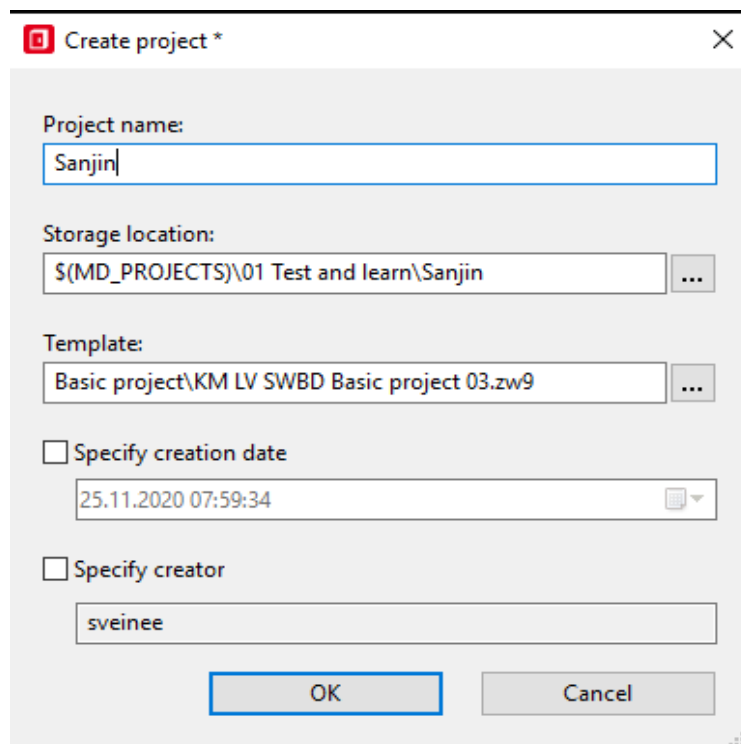 Create project *
Project name:
Sanjin
Storage location:
$(MD_PROJECTS)\01 Test and learn\Sanjin
...
Template:
Basic project\KM LV SWBD Basic project 03.zw9
...
Specify creation date
25.11.2020 07:59:34
Specify creator
sveinee
OK
Cancel